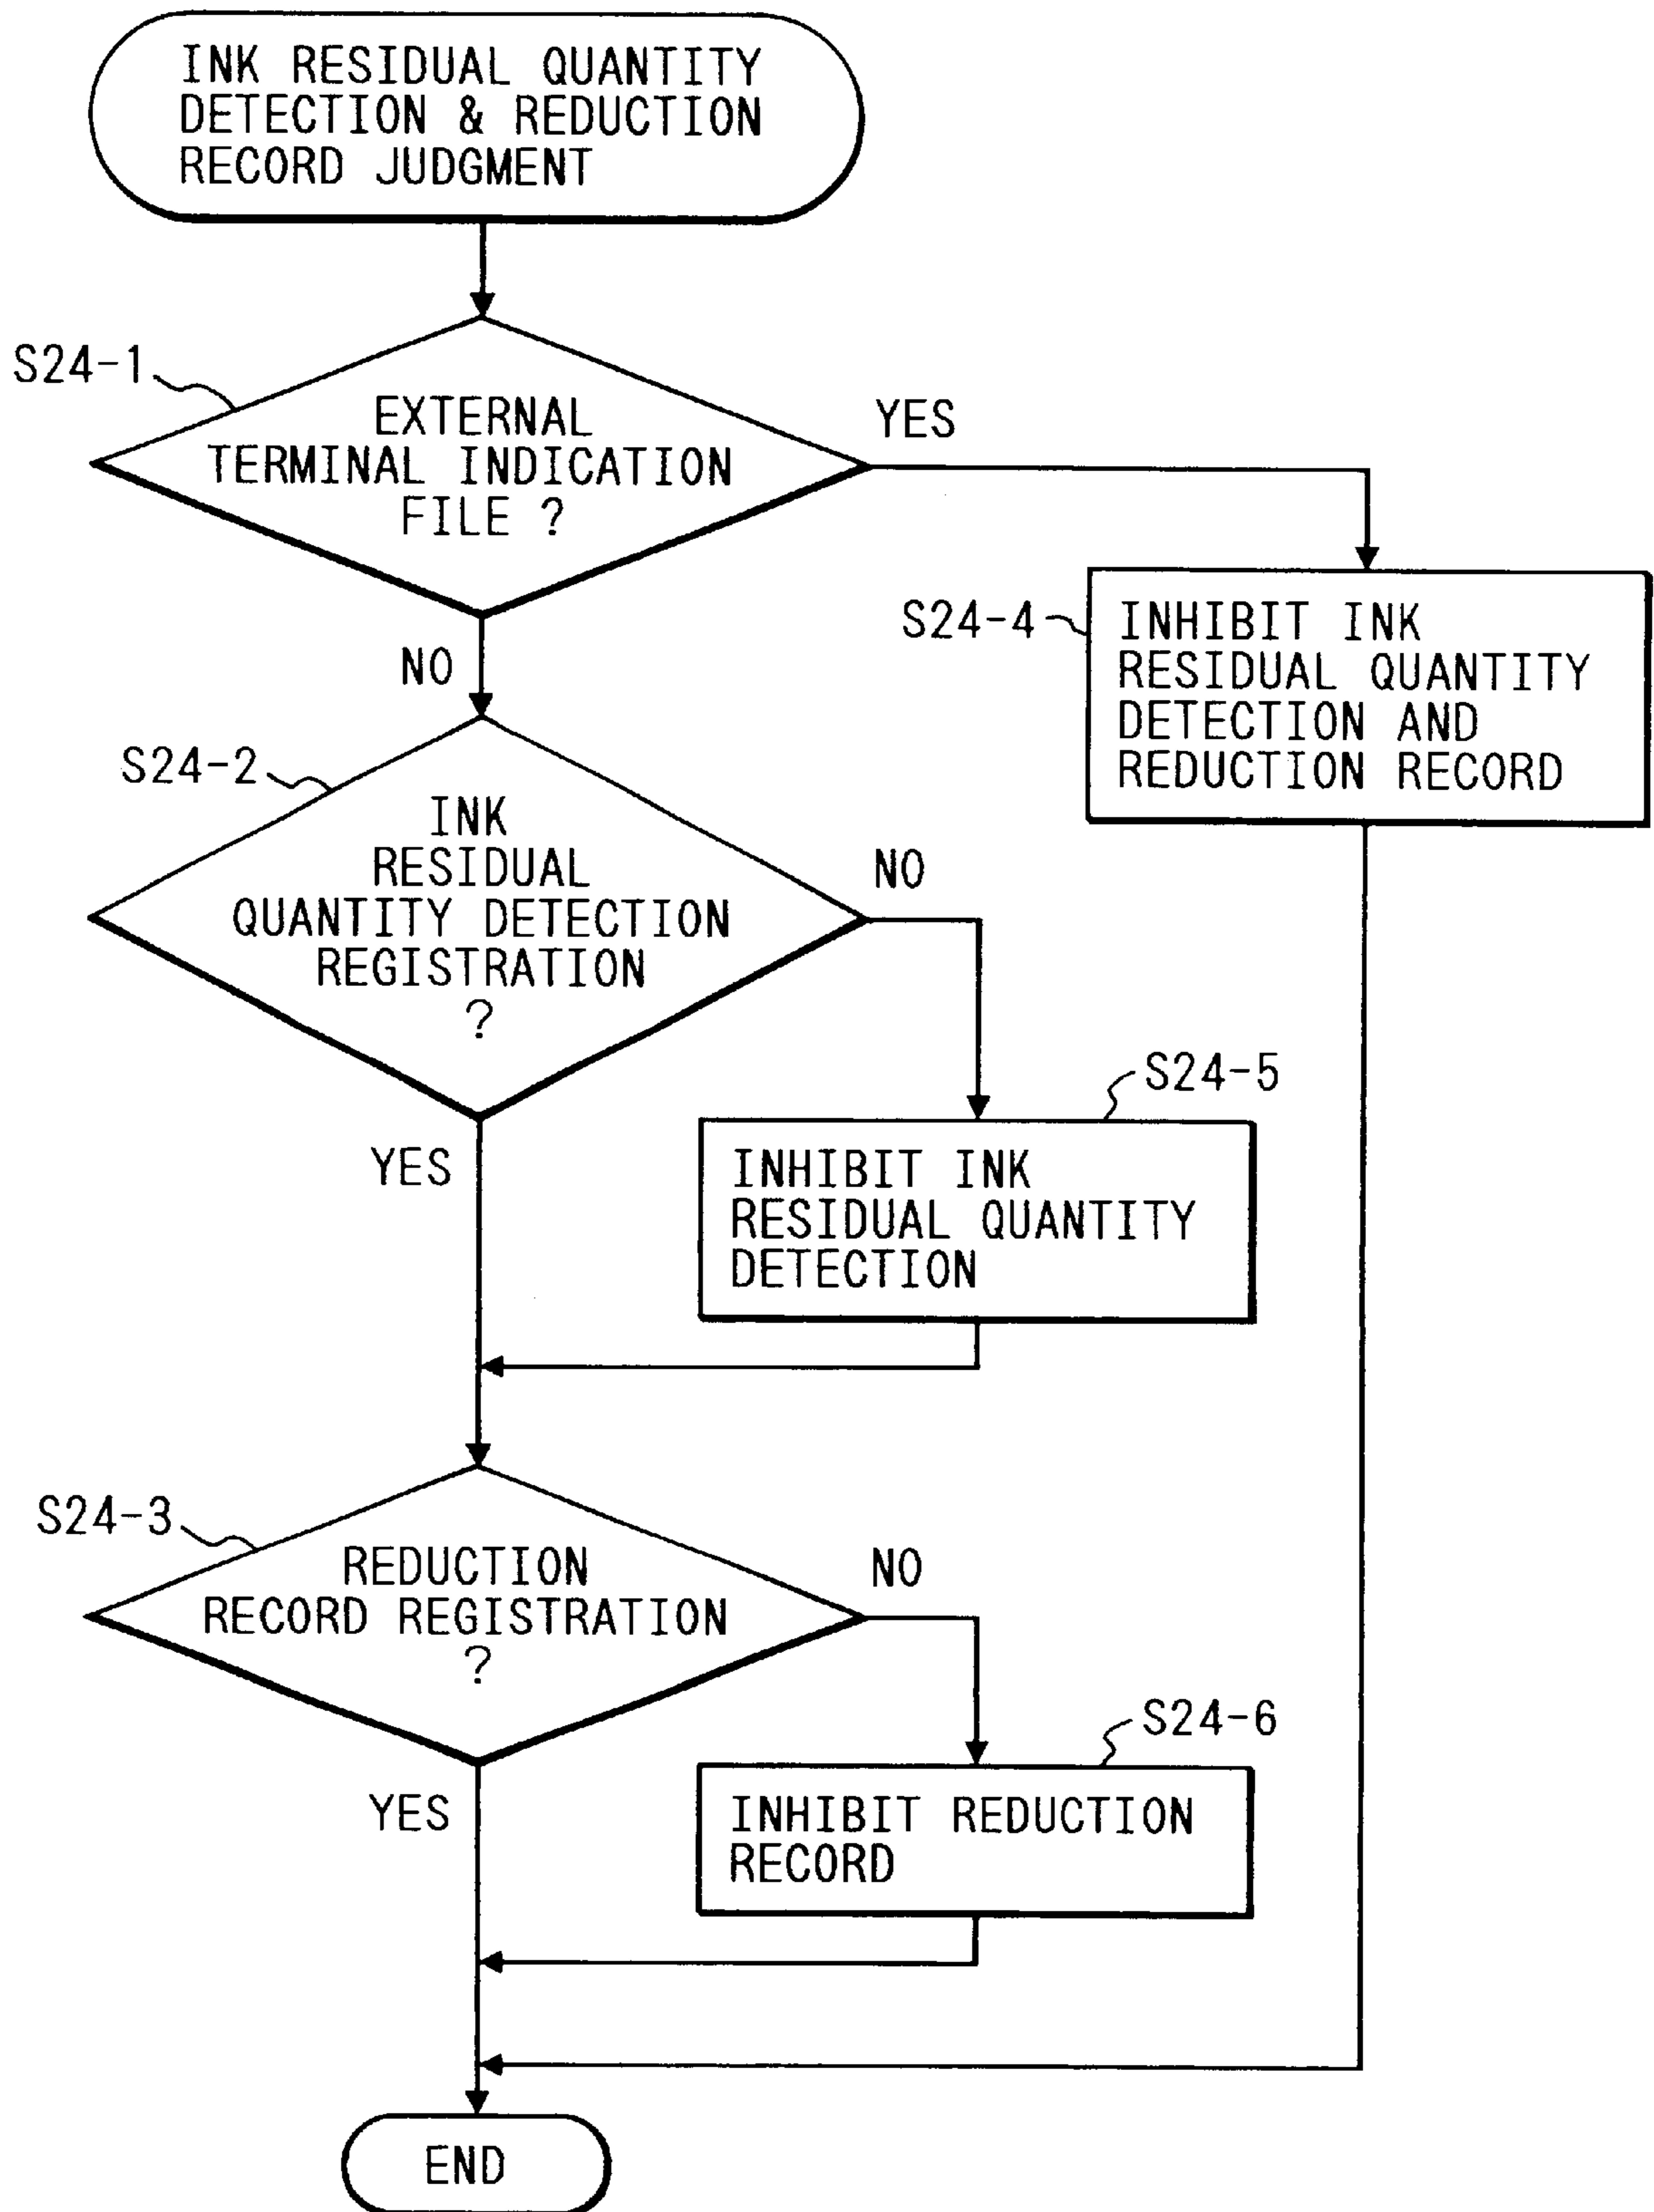 INK RESIDUAL QUANTITY
DETECTION & REDUCTION
RECORD JUDGMENT
S24-1
EXTERNAL
TERMINAL INDICATION
FILE ?
YES
NO
S24-4
INHIBIT INK
RESIDUAL QUANTITY
DETECTION AND
REDUCTION RECORD
S24-2
INK
RESIDUAL
QUANTITY DETECTION
REGISTRATION
?
NO
YES
S24-5
INHIBIT INK
RESIDUAL QUANTITY
DETECTION
S24-3
REDUCTION
RECORD REGISTRATION
?
NO
YES
S24-6
INHIBIT REDUCTION
RECORD
END